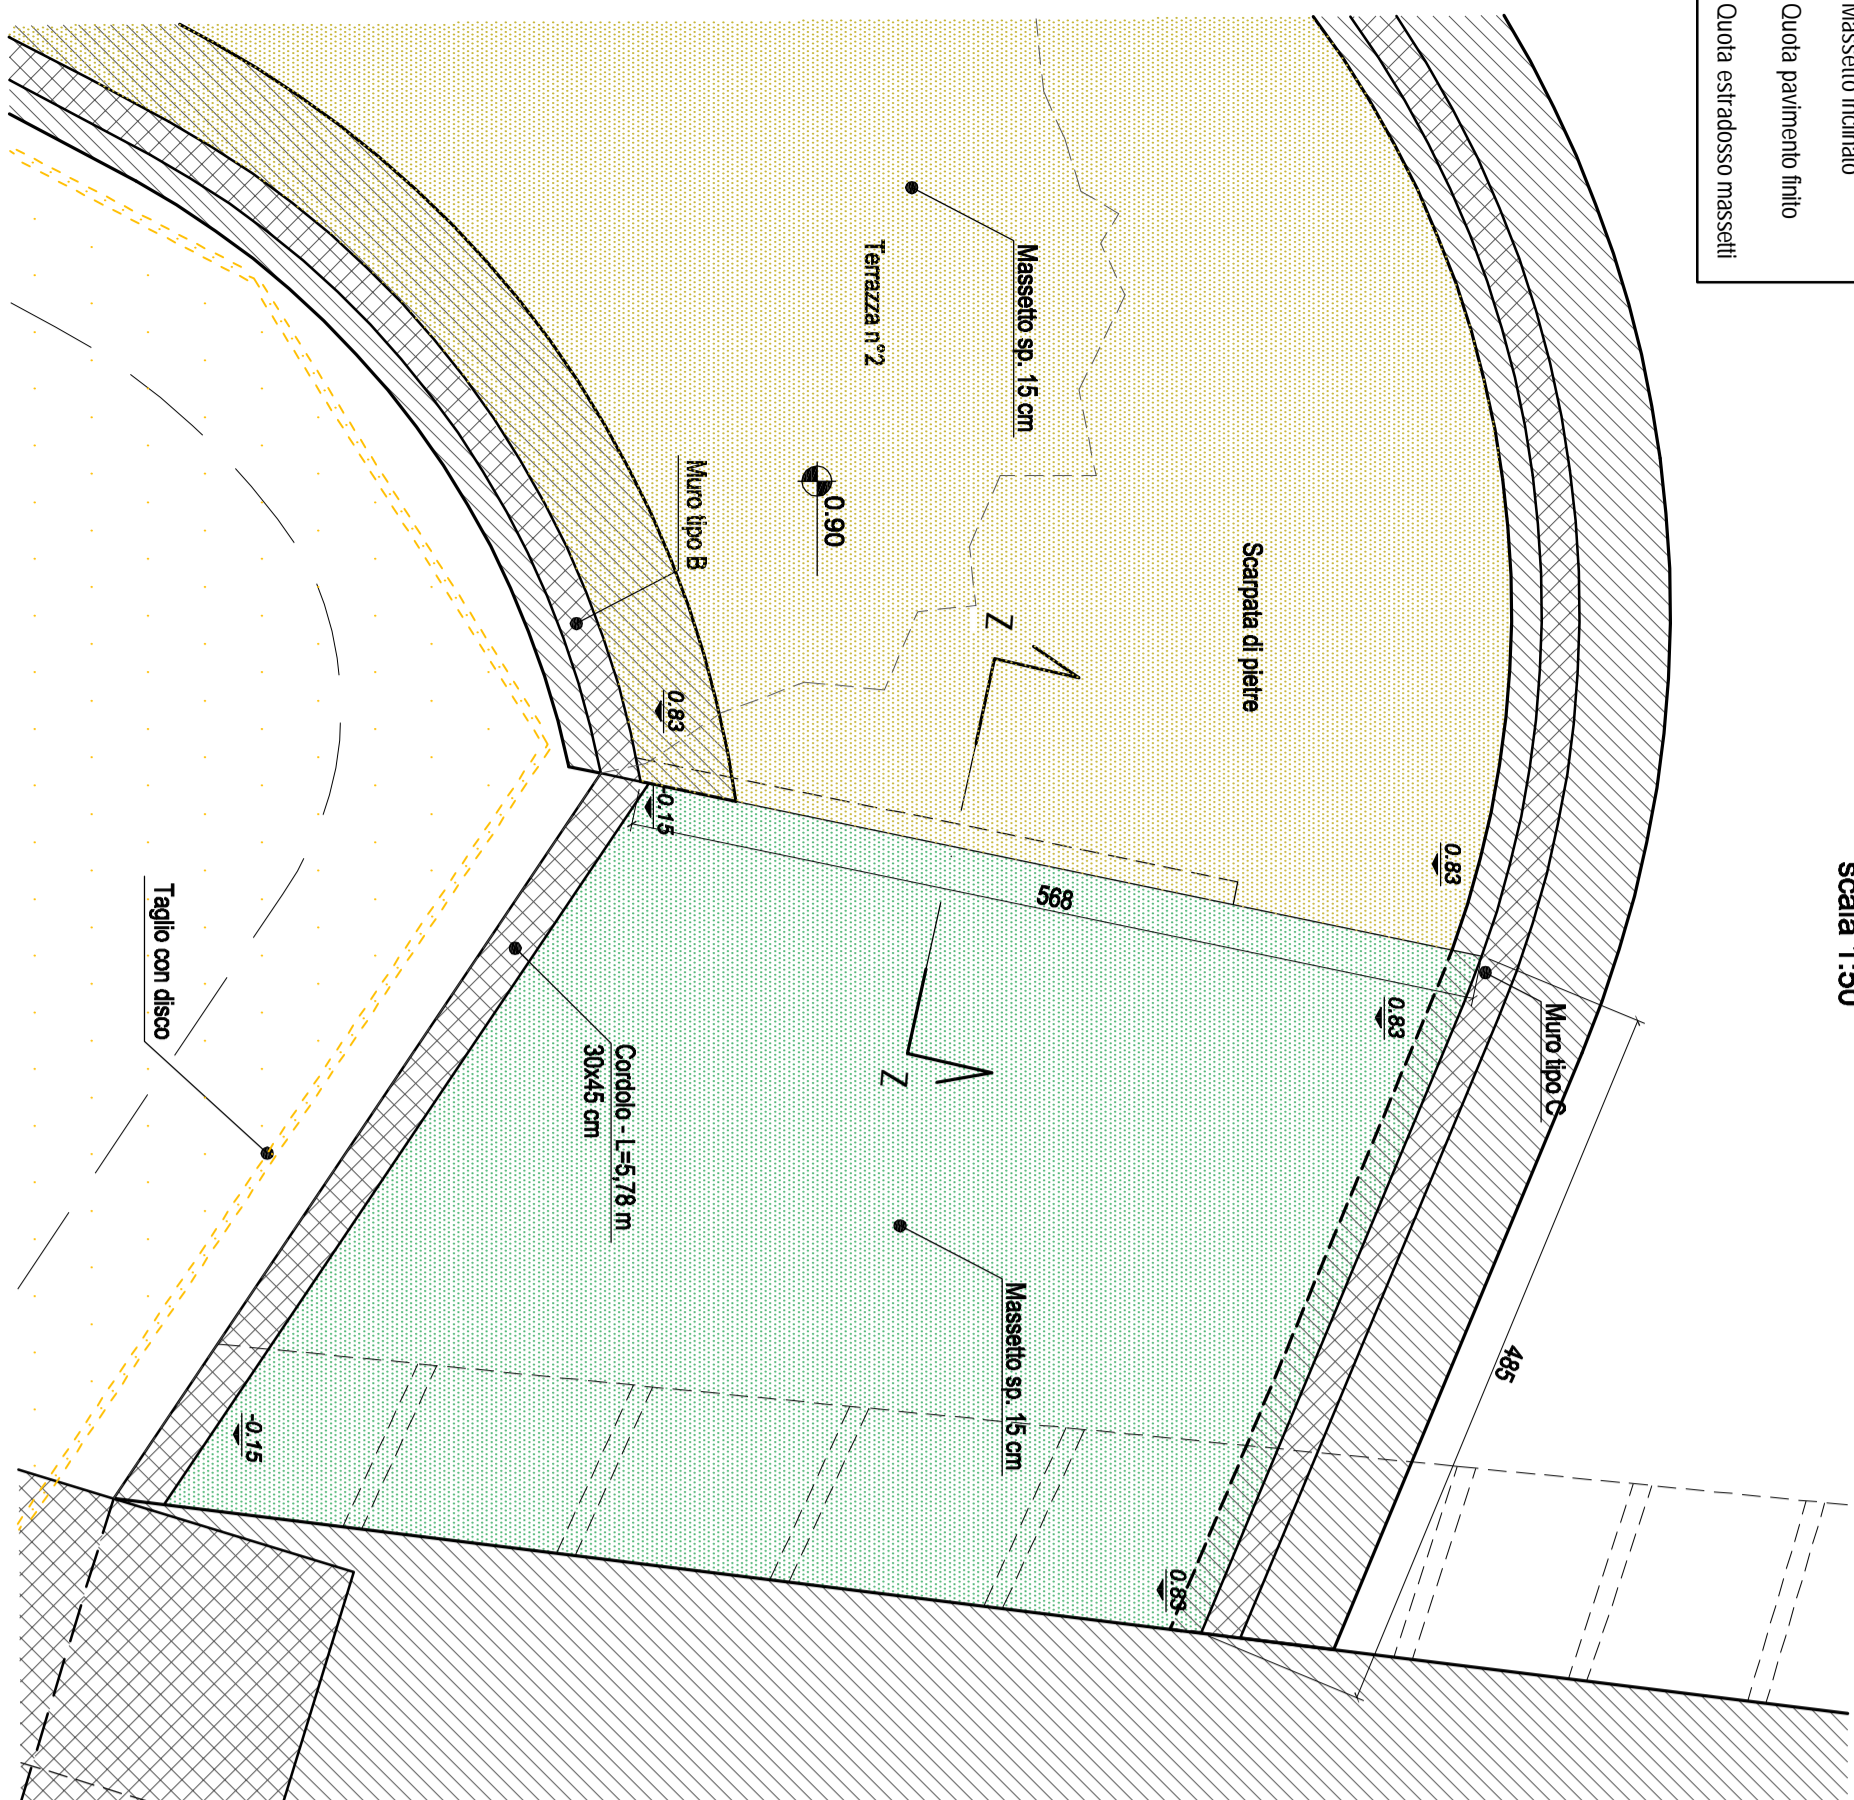 Massetto inclinato
Quota pavimento finito
Quota estradosso massetti
scala 1:50
Massetto sp. 15 cm
Terrazza n°2
0.90
Muro tipo B
Scarpata di pietre
Z
0.83
-0.15
0.83
568
0.83
Muro tipo C
Z
Cordolo - L=5,78 m
30x45 cm
Taglio con disco
Massetto sp. 15 cm
485
-0.15
0.83